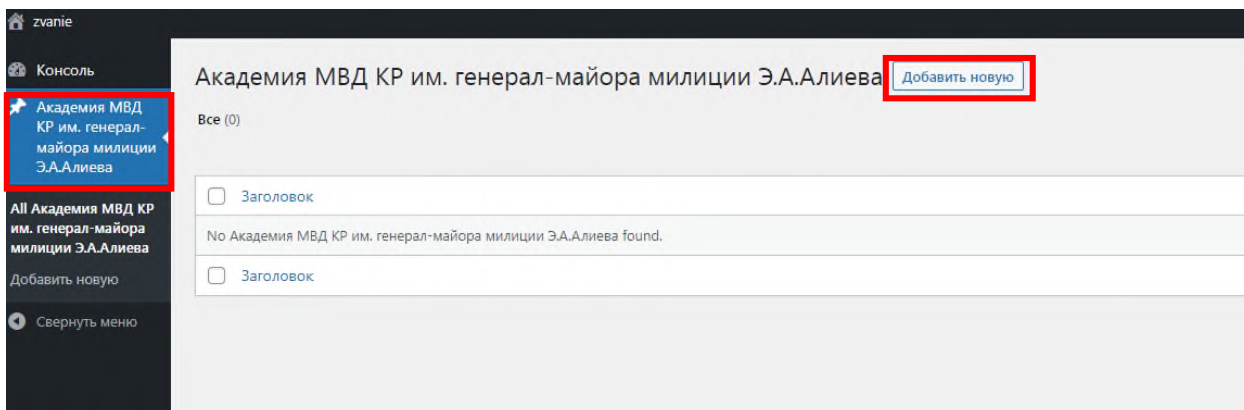 zvanie
Консоль
Академия МВД
КР им. генерал-
майора милиции
Э.А.Алиева
All Академия МВД КР
им. генерал-майора
милиции Э.А.Алиева
Добавить новую
Свернуть меню
Академия МВД КР им. генерал-майора милиции Э.А.Алиева Добавить новую
Все (0)
Заголовок
No Академия МВД КР им. генерал-майора милиции Э.А.Алиева found.
Заголовок